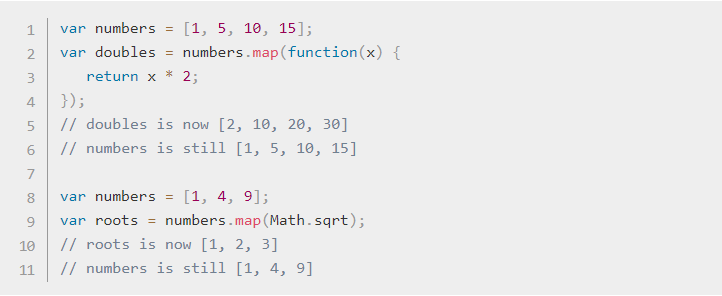 1 var numbers = [1, 5, 10, 15];
2 var doubles = numbers.map(function(x) {
3    return x * 2;
4 });
5 // doubles is now [2, 10, 20, 30]
6 // numbers is still [1, 5, 10, 15]
7
8 var numbers = [1, 4, 9];
9 var roots = numbers.map(Math.sqrt);
10 // roots is now [1, 2, 3]
11 // numbers is still [1, 4, 9]